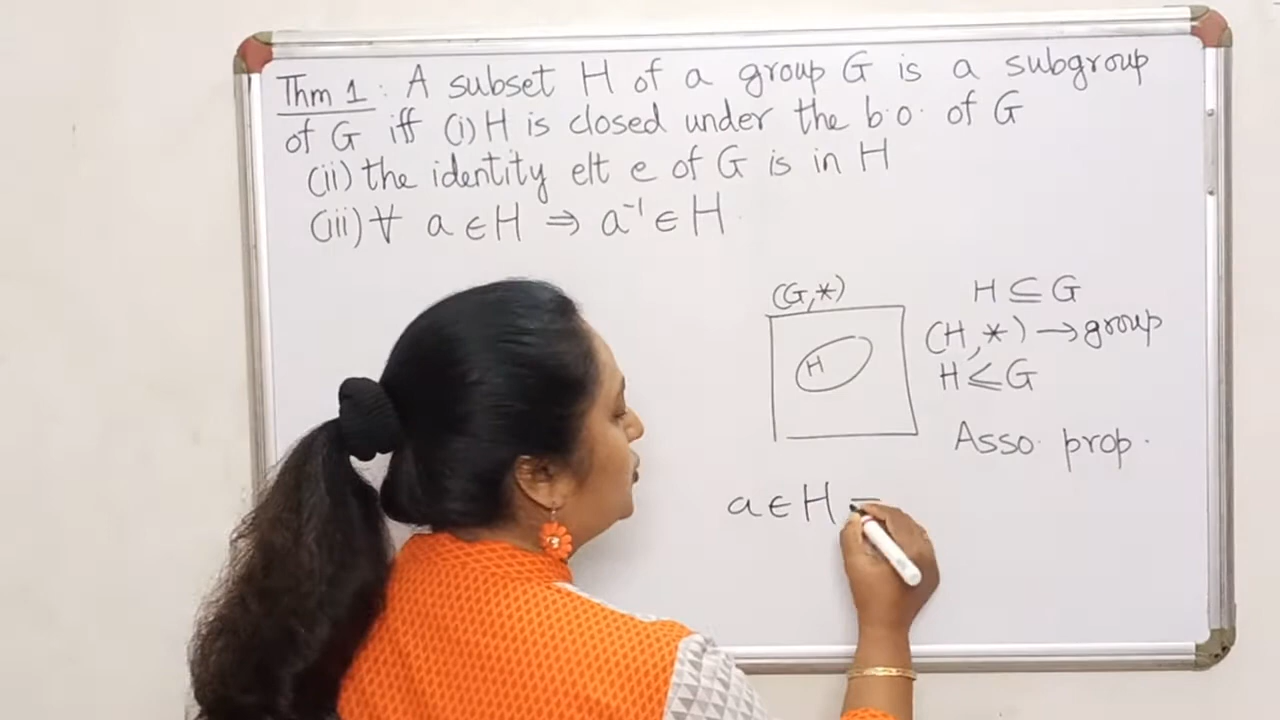 Thm 1 : A subset H of a group G is a subgroup
of G iff (i) H is closed under the b.o. of G
(ii) the identity elt e of G is in H
(iii) ∀ a ∈ H ⇒ a⁻¹ ∈ H
(G,*)
H
H ⊆ G
(H,*) → group
H ≤ G
Asso. prop.
a ∈ H =